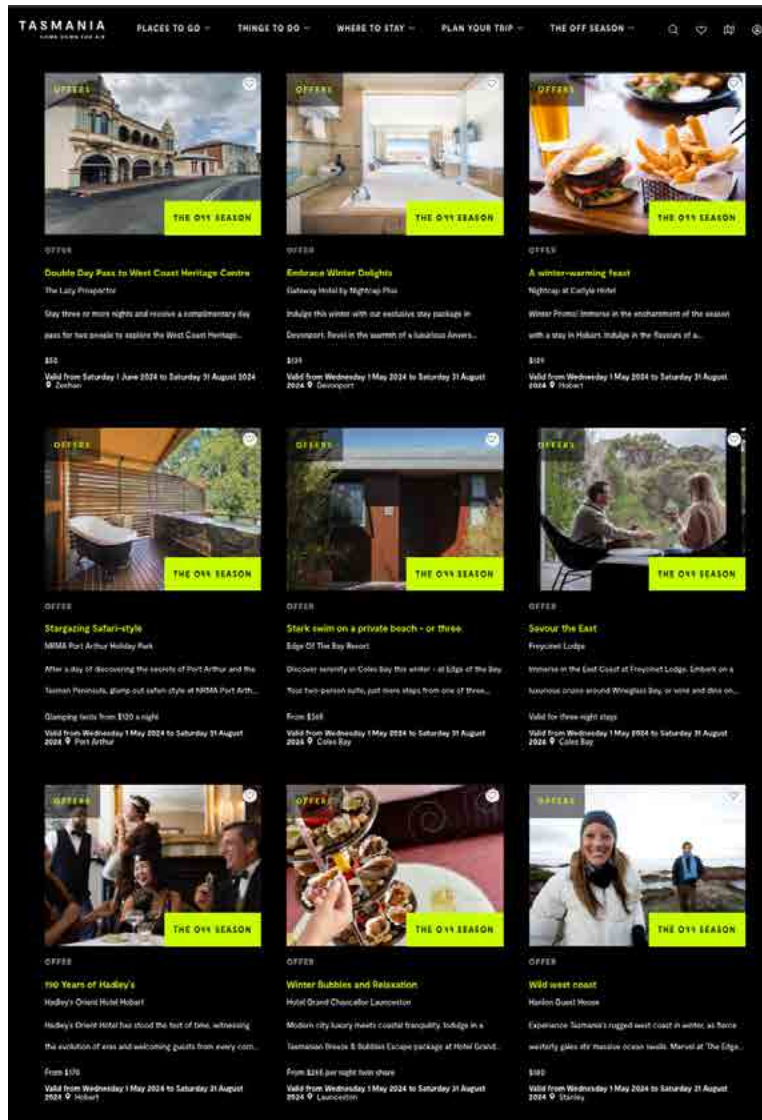 TASMANIA
COME DOWN FOR AIR
PLACES TO GO
THINGS TO DO
WHERE TO STAY
PLAN YOUR TRIP
THE OFF SEASON
OFFERS
THE OFF SEASON
OFFER
Double Day Pass to West Coast Heritage Centre
The Lazy Prospector
Stay three or more nights and receive a complimentary day
pass for two people to explore the West Coast Heritage...
$50
Valid from Saturday 1 June 2024 to Saturday 31 August 2024
Zeehan
OFFERS
THE OFF SEASON
OFFER
Embrace Winter Delights
Gateway Hotel by Nightcap Plus
Indulge this winter with our exclusive stay package in
Devonport. Revel in the warmth of a luxurious Anvers...
$139
Valid from Wednesday 1 May 2024 to Saturday 31 August
2024 Devonport
OFFERS
THE OFF SEASON
OFFER
A winter-warming feast
Nightcap at Carlyle Hotel
Winter Promo! Immerse in the enchantment of the season
with a stay in Hobart. Indulge in the flavours of a...
$129
Valid from Wednesday 1 May 2024 to Saturday 31 August
2024 Hobart
OFFERS
THE OFF SEASON
OFFER
Stargazing Safari-style
NRMA Port Arthur Holiday Park
After a day of discovering the secrets of Port Arthur and the
Tasman Peninsula, glamp out safari-style at NRMA Port Arth...
Glamping tents from $120 a night
Valid from Wednesday 1 May 2024 to Saturday 31 August
2024 Port Arthur
OFFERS
THE OFF SEASON
OFFER
Stark swim on a private beach - or three.
Edge Of The Bay Resort
Discover serenity in Coles Bay this winter - at Edge of the Bay.
Your two-person suite, just mere steps from one of three...
From $368
Valid from Wednesday 1 May 2024 to Saturday 31 August
2024 Coles Bay
OFFERS
THE OFF SEASON
OFFER
Savour the East
Freycinet Lodge
Immerse in the East Coast at Freycinet Lodge. Embark on a
luxurious cruise around Wineglass Bay, or wine and dine on...
Valid for three-night stays
Valid from Wednesday 1 May 2024 to Saturday 31 August
2024 Coles Bay
OFFERS
THE OFF SEASON
OFFER
190 Years of Hadley's
Hadley's Orient Hotel Hobart
Hadley's Orient Hotel has stood the test of time, witnessing
the evolution of eras and welcoming guests from every corn...
From $170
Valid from Wednesday 1 May 2024 to Saturday 31 August
2024 Hobart
OFFERS
THE OFF SEASON
OFFER
Winter Bubbles and Relaxation
Hotel Grand Chancellor Launceston
Modern city luxury meets coastal tranquility. Indulge in a
Tasmanian Breeze & Bubbles Escape package at Hotel Grand...
From $265 per night twin share
Valid from Wednesday 1 May 2024 to Saturday 31 August
2024 Launceston
OFFERS
THE OFF SEASON
OFFER
Wild west coast
Hanlon Guest House
Experience Tasmania's rugged west coast in winter, as fierce
westerly gales stir massive ocean swells. Marvel at 'The Edge...
$180
Valid from Wednesday 1 May 2024 to Saturday 31 August
2024 Stanley